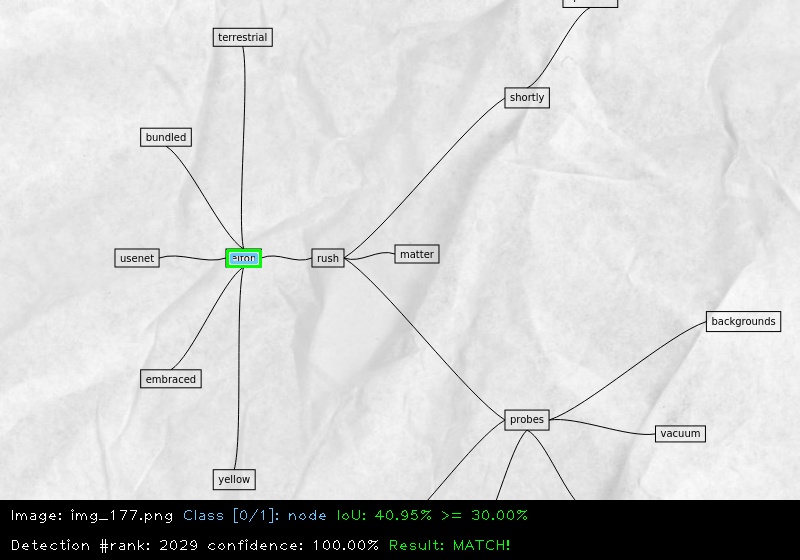 terrestrial
shortly
bundled
matter
usenet
rush
backgrounds
embraced
probes
vacuum
yellow
Image: img_177.png Class [0/1]: node IoU: 40.95% >= 30.00%
Detection #rank: 2029 confidence: 100.00% Result: MATCH!